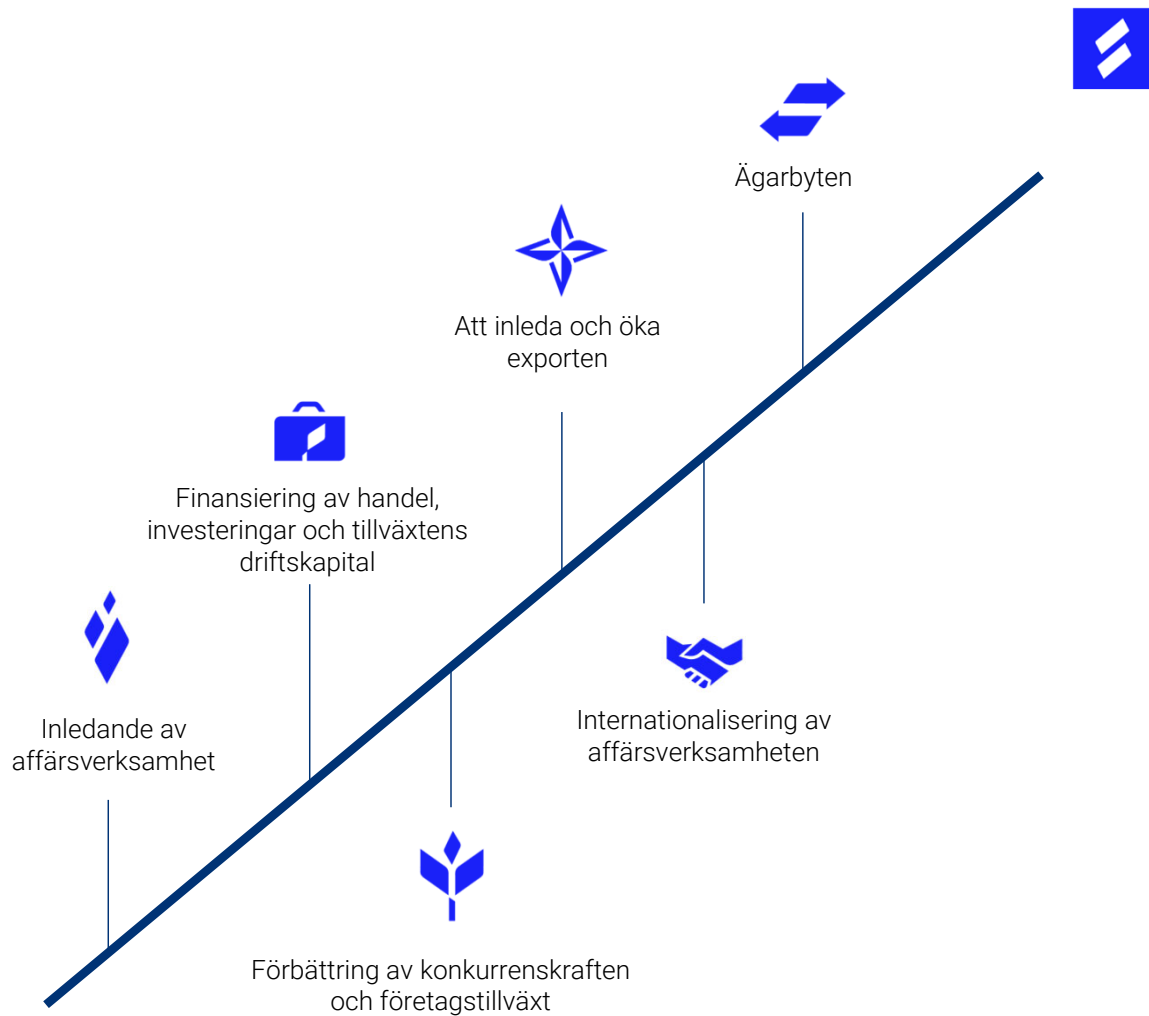 Ägarbyten
Att inleda och öka
exporten
Finansiering av handel,
investeringar och tillväxtens
driftskapital
Inledande av
affärsverksamhet
Internationalisering av
affärsverksamheten
Förbättring av konkurrenskraften
och företagstillväxt